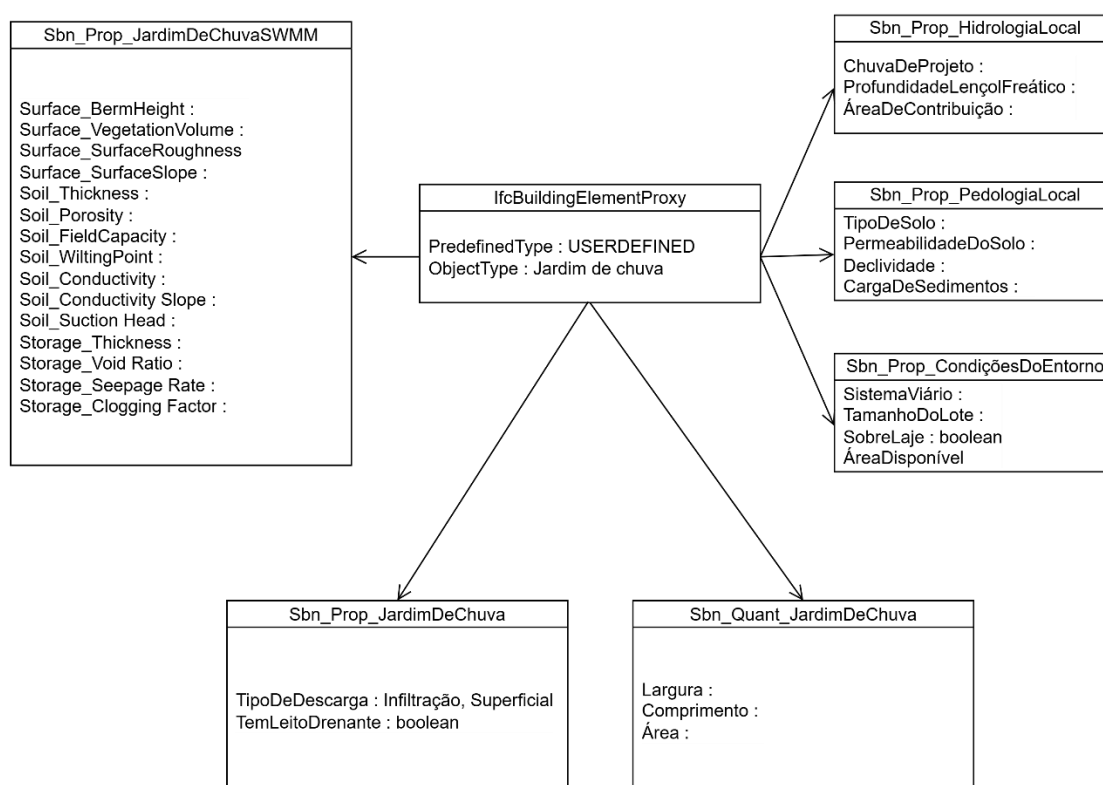 Sbn_Prop_JardimDeChuvaSWMM
Surface_BermHeight :
Surface_VegetationVolume :
Surface_SurfaceRoughness
Surface_SurfaceSlope :
Soil_Thickness :
Soil_Porosity :
Soil_FieldCapacity :
Soil_WiltingPoint :
Soil_Conductivity :
Soil_Conductivity Slope :
Soil_Suction Head :
Storage_Thickness :
Storage_Void Ratio :
Storage_Seepage Rate :
Storage_Clogging Factor :
IfcBuildingElementProxy
PredefinedType : USERDEFINED
ObjectType : Jardim de chuva
Sbn_Prop_HidrologiaLocal
ChuvaDeProjeto :
ProfundidadeLençolFreático :
ÁreaDeContribuição :
Sbn_Prop_PedologiaLocal
TipoDeSolo :
PermeabilidadeDoSolo :
Declividade :
CargaDeSedimentos :
Sbn_Prop_CondiçõesDoEntorno
SistemaViário :
TamanhoDoLote :
SobreLaje : boolean
ÁreaDisponível
Sbn_Prop_JardimDeChuva
TipoDeDescarga : Infiltração, Superficial
TemLeitoDrenante : boolean
Sbn_Quant_JardimDeChuva
Largura :
Comprimento :
Área :